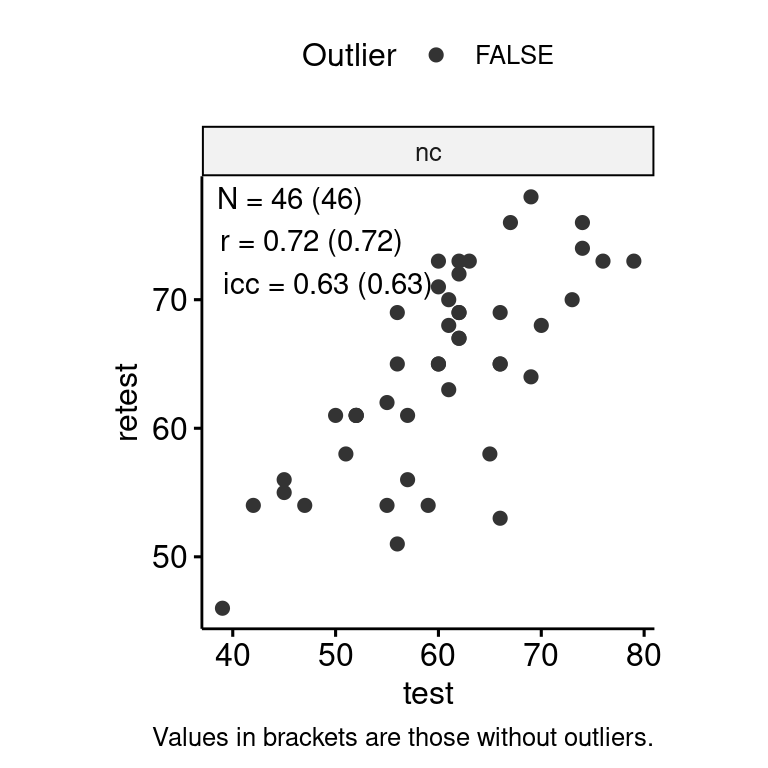 Outlier FALSE
nc
N = 46 (46)
r = 0.72 (0.72)
icc = 0.63 (0.63)
70
60
50
retest
40 50 60 70 80
test
Values in brackets are those without outliers.